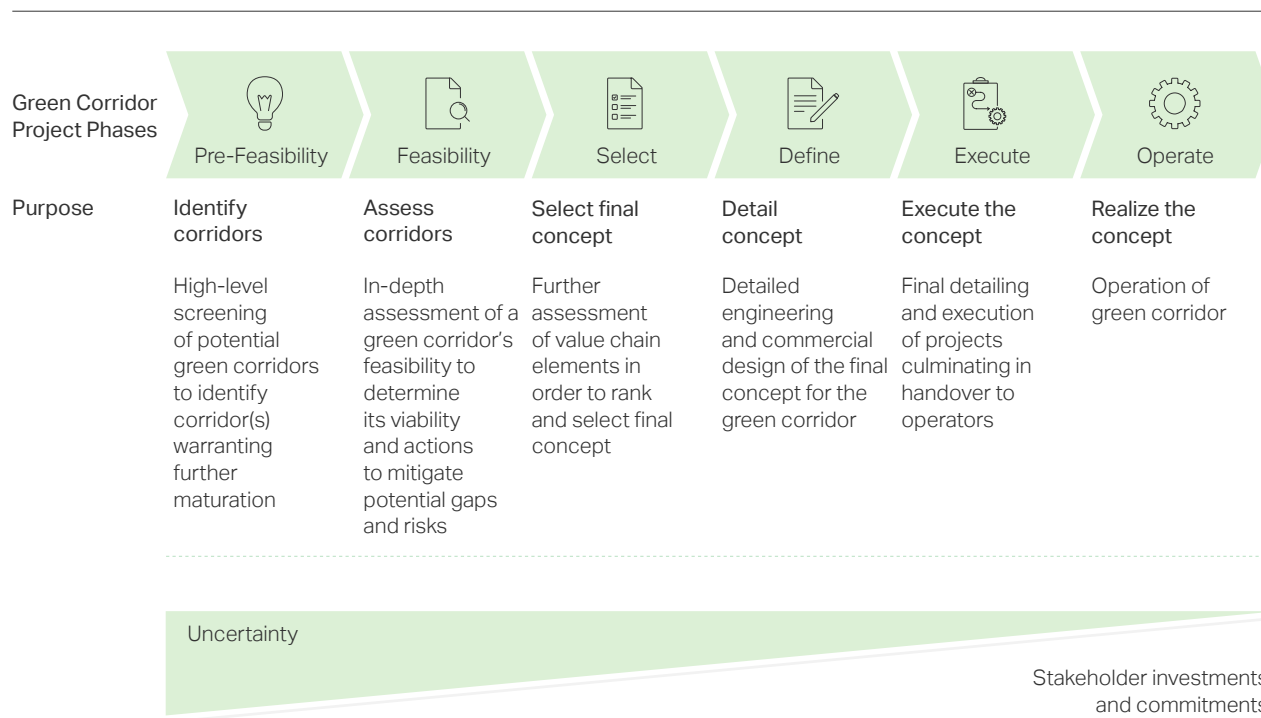 Green Corridor
Project Phases
Pre-Feasibility
Feasibility
Select
Define
Execute
Operate
Purpose
Identify
corridors
High-level
screening
of potential
green corridors
to identify
corridor(s)
warranting
further
maturation
Assess
corridors
In-depth
assessment of a
green corridor's
feasibility to
determine
its viability
and actions
to mitigate
potential gaps
and risks
Select final
concept
Further
assessment
of value chain
elements in
order to rank
and select final
concept
Detail
concept
Detailed
engineering
and commercial
design of the final
concept for the
green corridor
Execute the
concept
Final detailing
and execution
of projects
culminating in
handover to
operators
Realize the
concept
Operation of
green corridor
Uncertainty
Stakeholder investments
and commitments